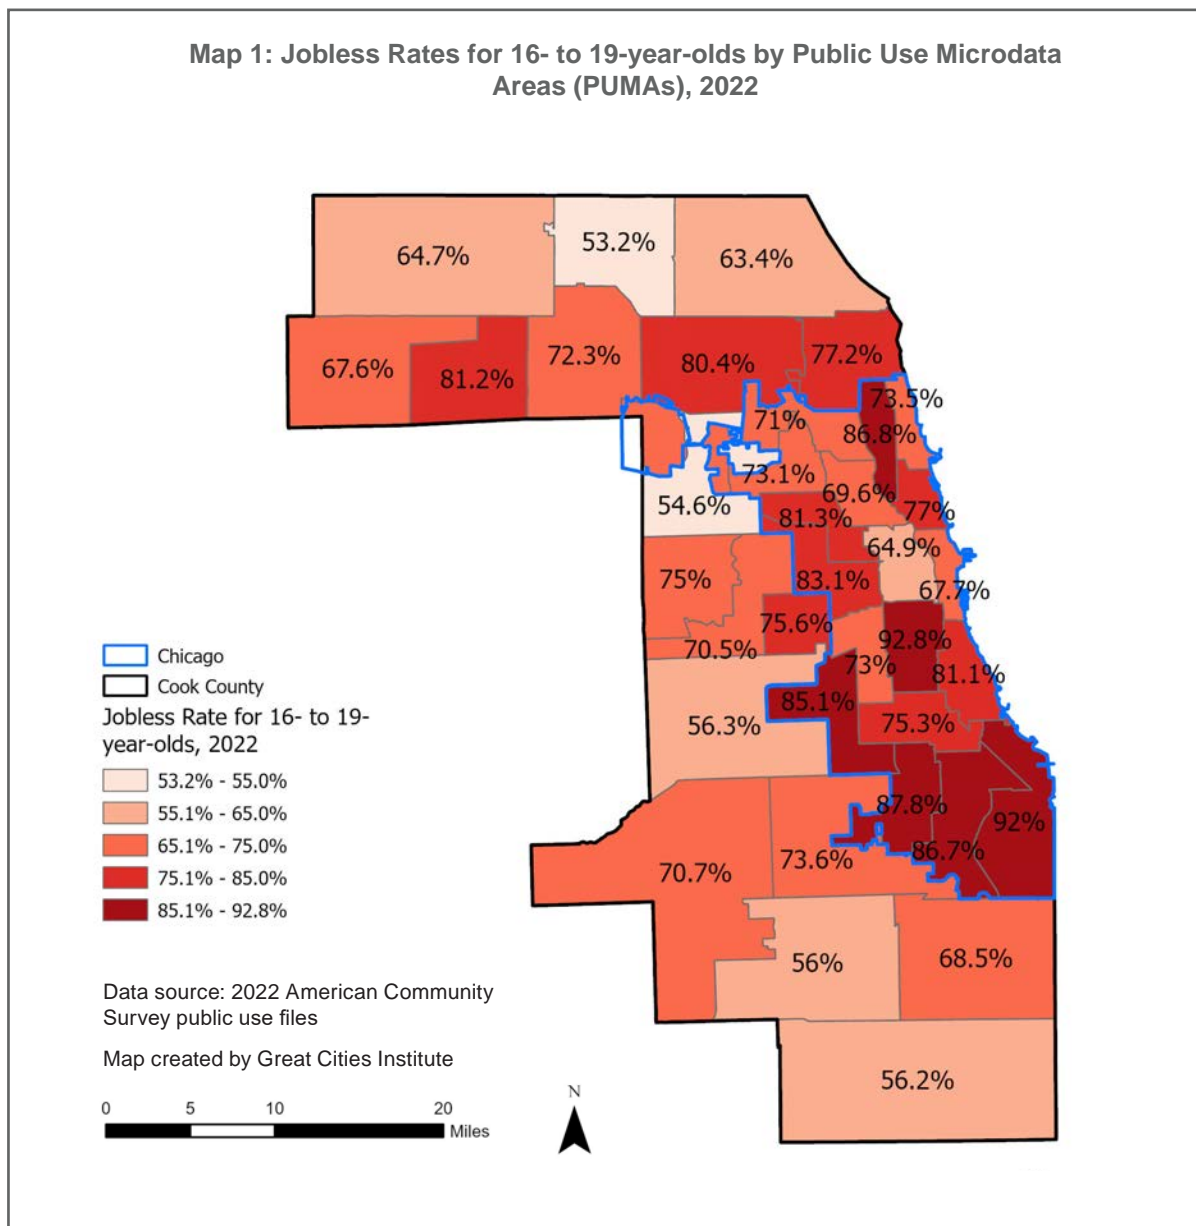 Map 1: Jobless Rates for 16- to 19-year-olds by Public Use Microdata
Areas (PUMAs), 2022
64.7%
53.2%
63.4%
67.6%
81.2%
72.3%
80.4%
77.2%
73.5%
71%
86.8%
73.1%
69.6%
54.6%
81.3%
77%
64.9%
75%
83.1%
67.7%
75.6%
70.5%
92.8%
73%
81.1%
85.1%
56.3%
75.3%
87.8%
92%
86.7%
73.6%
70.7%
56%
68.5%
56.2%
Chicago
Cook County
Jobless Rate for 16- to 19-
year-olds, 2022
53.2% - 55.0%
55.1% - 65.0%
65.1% - 75.0%
75.1% - 85.0%
85.1% - 92.8%
Data source: 2022 American Community
Survey public use files
Map created by Great Cities Institute
0 5 10 20
Miles
N